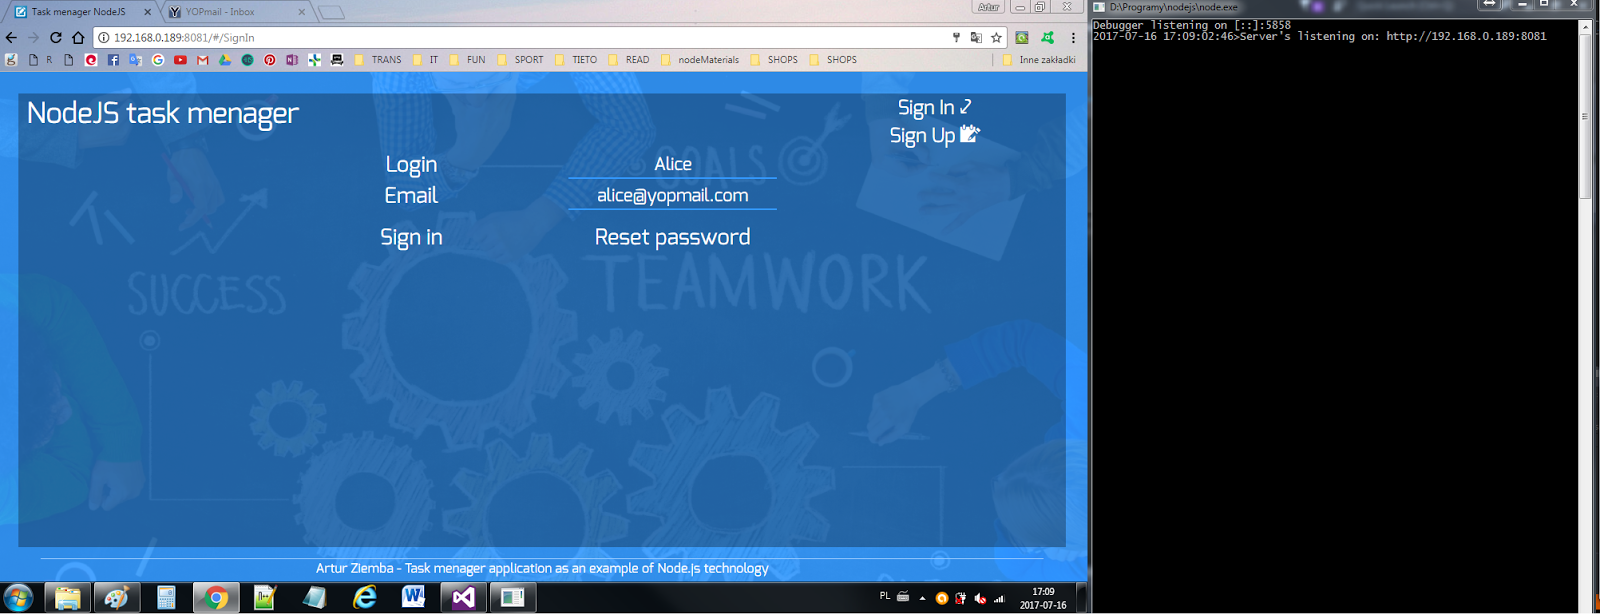 Task menager NodeJS
YOPmail - Inbox
Artur
D:\Programy\nodejs\node.exe
192.168.0.189:8081/#/SignIn
R
TRANS
IT
FUN
SPORT
TIETO
READ
nodeMaterials
SHOPS
SHOPS
Inne zakładki
Debugger listening on [::]:5858
2017-07-16 17:09:02:46>Server's listening on: http://192.168.0.189:8081
NodeJS task menager
Sign In
Sign Up
Login
Alice
Email
alice@yopmail.com
Sign in
Reset password
GOALS
SUCCESS
TEAMWORK
Artur Ziemba - Task menager application as an example of Node.js technology
PL
17:09
2017-07-16